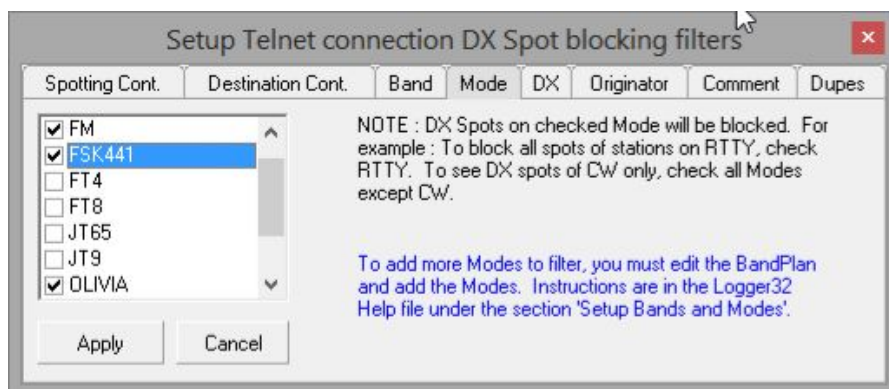 Setup Telnet connection DX Spot blocking filters
Spotting Cont. Destination Cont. Band Mode DX Originator Comment Dupes
FM
FSK441
FT4
FT8
JT65
JT9
OLIVIA
NOTE : DX Spots on checked Mode will be blocked. For
example : To block all spots of stations on RTTY, check
RTTY. To see DX spots of CW only, check all Modes
except CW.
To add more Modes to filter, you must edit the BandPlan
and add the Modes. Instructions are in the Logger32
Help file under the section 'Setup Bands and Modes'.
Apply Cancel